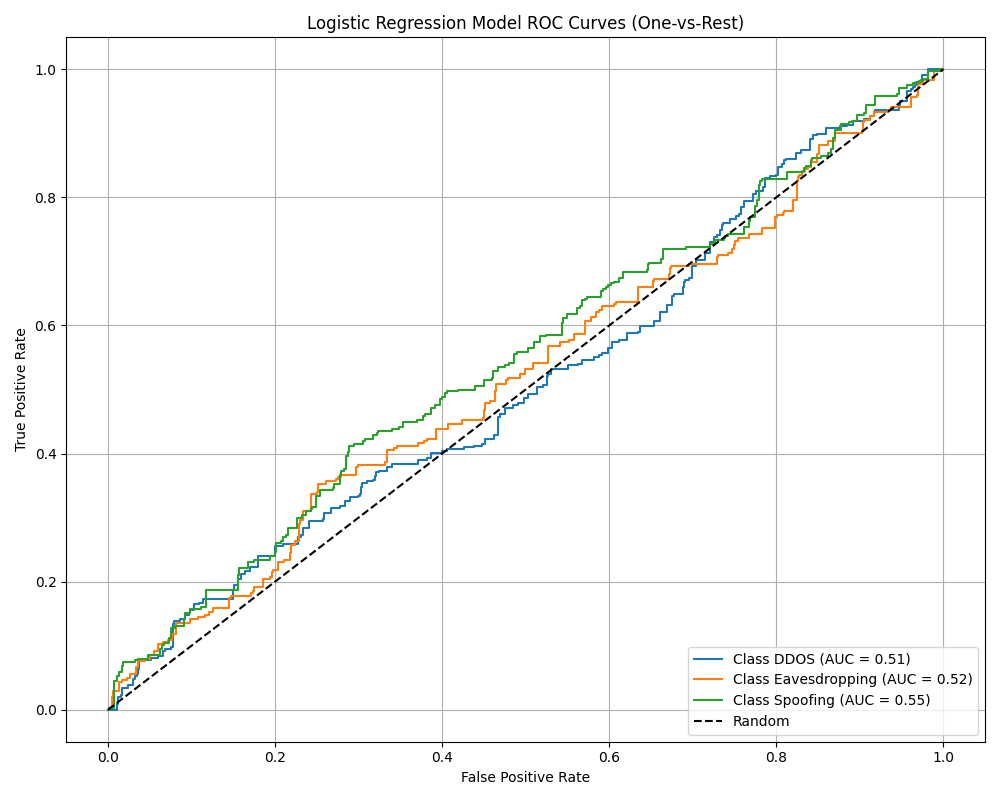 Logistic Regression Model ROC Curves (One-vs-Rest)
True Positive Rate
1.0
0.8
0.6
0.4
0.2
0.0
0.0 0.2 0.4 0.6 0.8 1.0
False Positive Rate
Class DDOS (AUC = 0.51)
Class Eavesdropping (AUC = 0.52)
Class Spoofing (AUC = 0.55)
Random